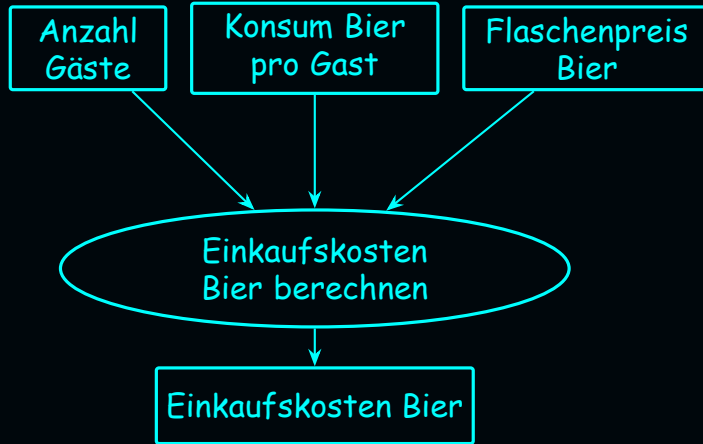 Anzahl
Gäste
Konsum Bier
pro Gast
Flaschenpreis
Bier
Einkaufskosten
Bier berechnen
Einkaufskosten Bier